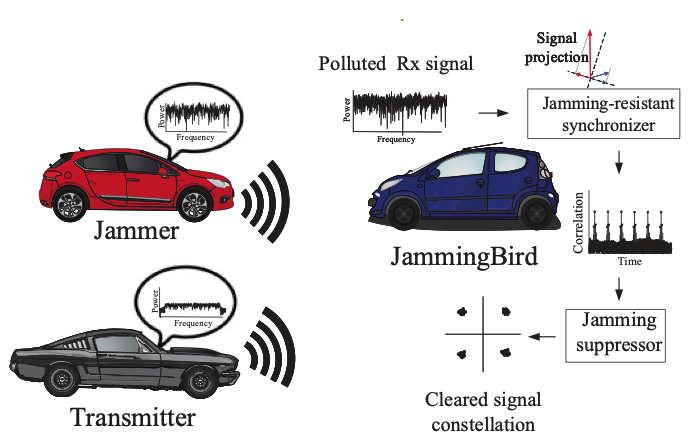 Power
Frequency
Jammer
Power
Frequency
Transmitter
Polluted Rx signal
Power
Frequency
JammingBird
Signal
projection
Jamming-resistant
synchronizer
Correlation
Time
Jamming
suppressor
Cleared signal
constellation